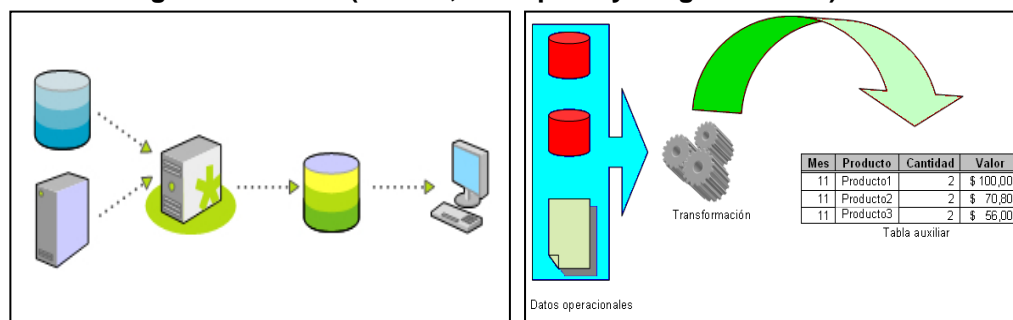 Mes Producto Cantidad Valor
11 Producto1 2 $ 100,00
11 Producto2 2 $ 70,80
11 Producto3 2 $ 56,00
Transformación
Tabla auxiliar
Datos operacionales